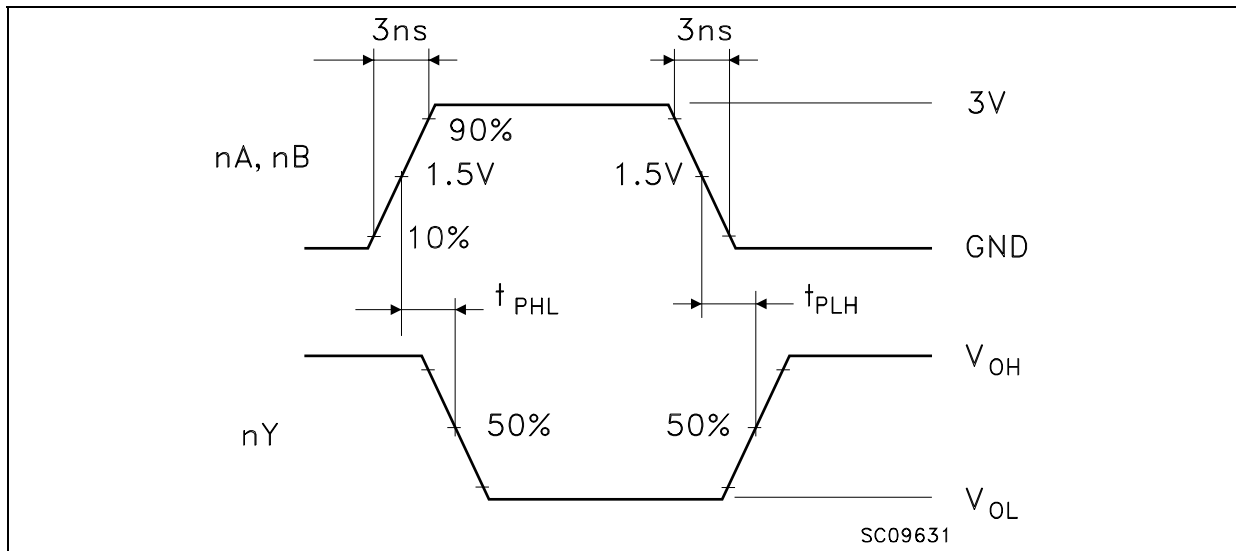 3ns 3ns
3V
90%
nA, nB 1.5V 1.5V
10%
GND
t PHL tPLH
VOH
50% 50%
nY
VOL
SC09631